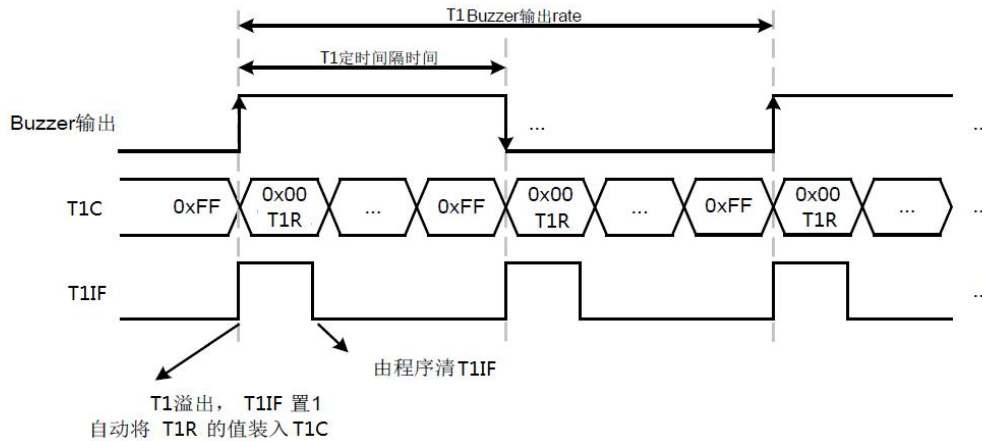 T1Buzzer输出rate
T1定时间隔时间
Buzzer输出
...
...
T1C
0xFF
0x00
T1R
...
0xFF
0x00
T1R
...
0xFF
0x00
T1R
...
...
T1IF
...
由程序清T1IF
T1溢出， T1IF 置1
自动将 T1R 的值装入T1C